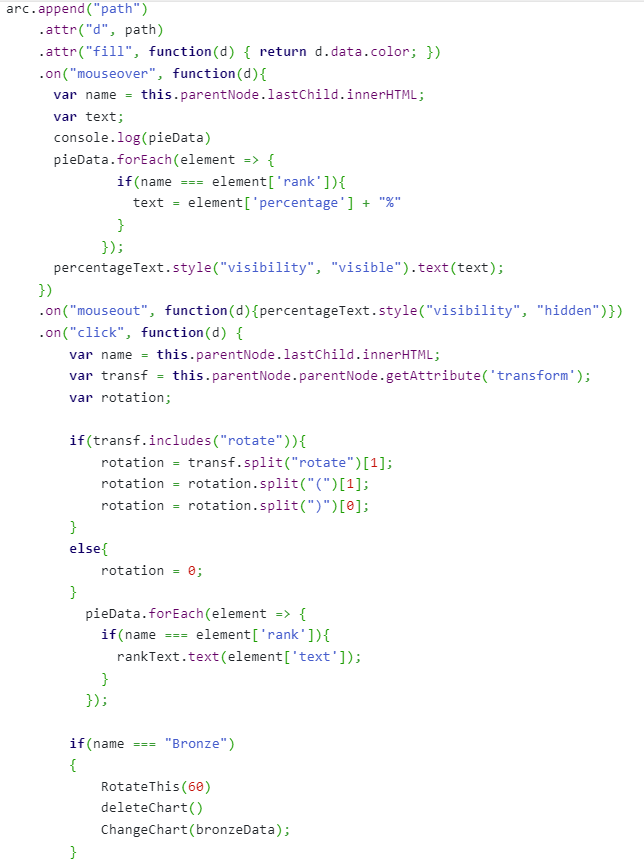 arc.append("path")
    .attr("d", path)
    .attr("fill", function(d) { return d.data.color; })
    .on("mouseover", function(d){
      var name = this.parentNode.lastChild.innerHTML;
      var text;
      console.log(pieData)
      pieData.forEach(element => {
              if(name === element['rank']){
                text = element['percentage'] + "%"
              }
            });
      percentageText.style("visibility", "visible").text(text);
    })
    .on("mouseout", function(d){percentageText.style("visibility", "hidden")})
    .on("click", function(d) {
        var name = this.parentNode.lastChild.innerHTML;
        var transf = this.parentNode.parentNode.getAttribute('transform');
        var rotation;

        if(transf.includes("rotate")){
            rotation = transf.split("rotate")[1];
            rotation = rotation.split("(")[1];
            rotation = rotation.split(")")[0];
        }
        else{
            rotation = 0;
        }
          pieData.forEach(element => {
            if(name === element['rank']){
              rankText.text(element['text']);
            }
          });

        if(name === "Bronze")
        {
            RotateThis(60)
            deleteChart()
            ChangeChart(bronzeData);
        }